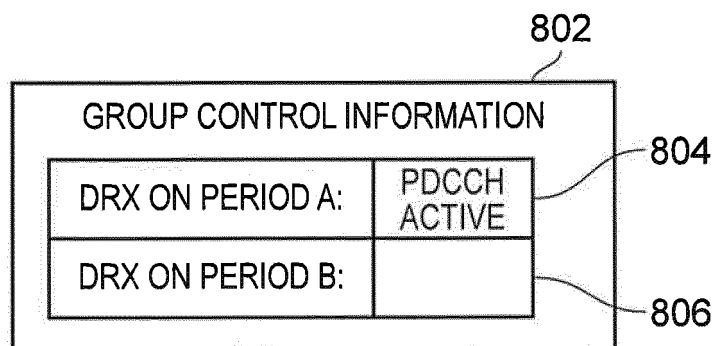 802
GROUP CONTROL INFORMATION
DRX ON PERIOD A:
PDCCH
ACTIVE
804
DRX ON PERIOD B:
806